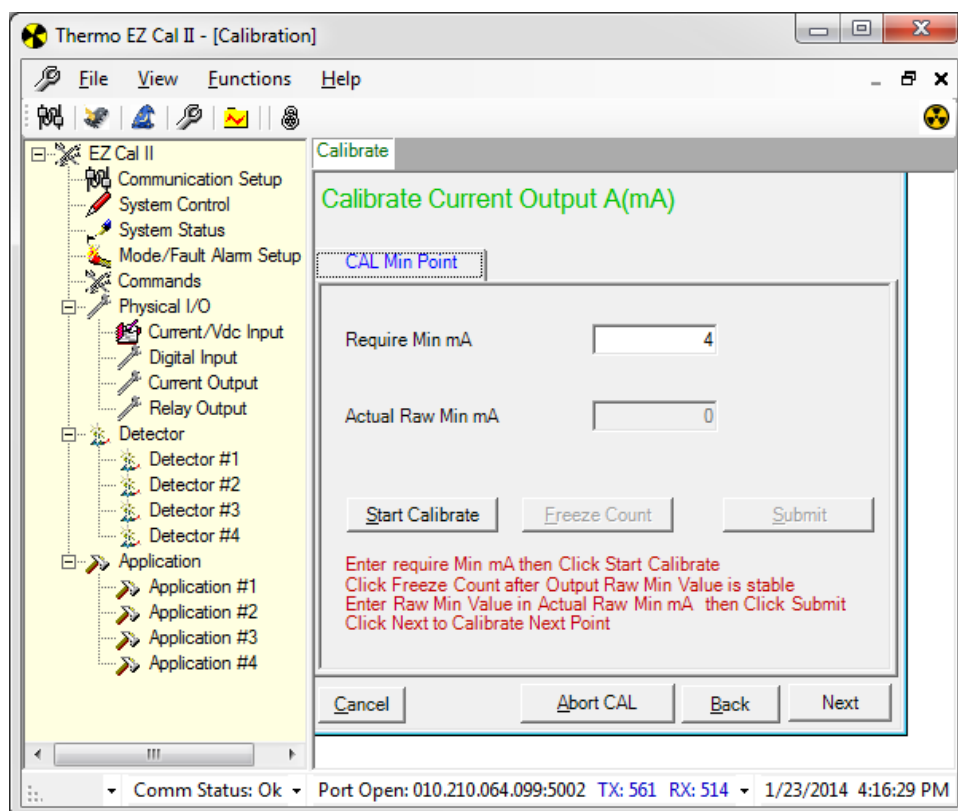 Thermo EZ Cal II - [Calibration]
File View Functions Help
EZ Cal II
Communication Setup
System Control
System Status
Mode/Fault Alarm Setup
Commands
Physical I/O
Current/Vdc Input
Digital Input
Current Output
Relay Output
Detector
Detector #1
Detector #2
Detector #3
Detector #4
Application
Application #1
Application #2
Application #3
Application #4
Calibrate
Calibrate Current Output A(mA)
CAL Min Point
Require Min mA 4
Actual Raw Min mA 0
Start Calibrate Freeze Count Submit
Enter require Min mA then Click Start Calibrate
Click Freeze Count after Output Raw Min Value is stable
Enter Raw Min Value in Actual Raw Min mA then Click Submit
Click Next to Calibrate Next Point
Cancel Abort CAL Back Next
Comm Status: Ok Port Open: 010.210.064.099:5002 TX: 561 RX: 514 1/23/2014 4:16:29 PM